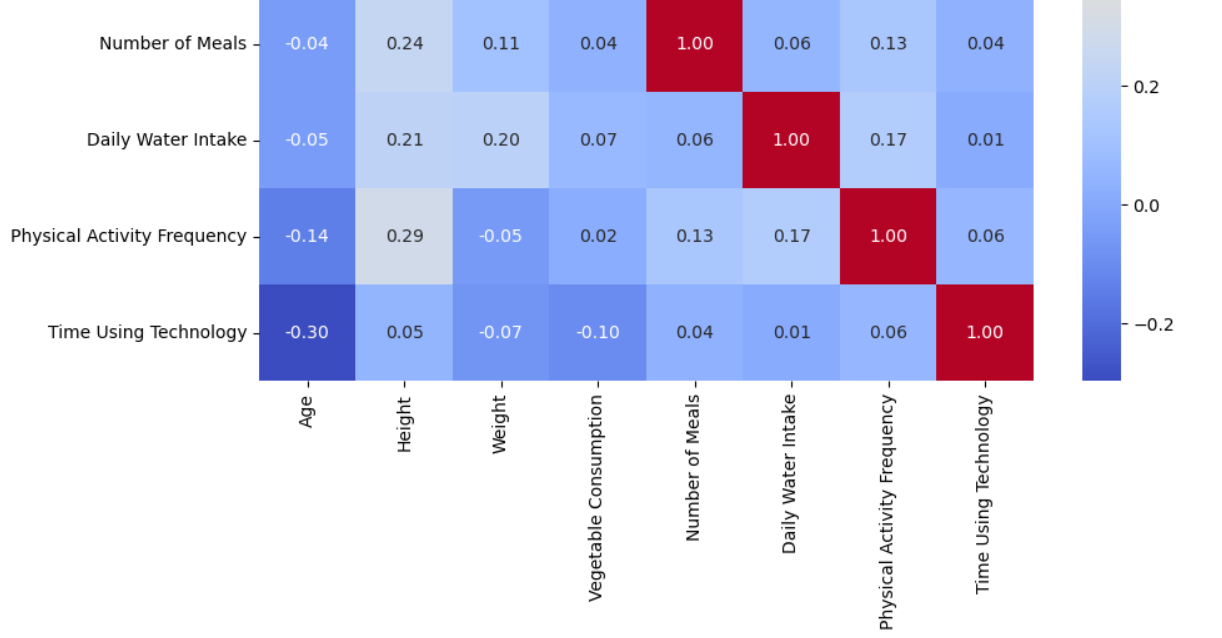 Number of Meals -0.04 0.24 0.11 0.04 1.00 0.06 0.13 0.04
0.2
Daily Water Intake -0.05 0.21 0.20 0.07 0.06 1.00 0.17 0.01
0.0
Physical Activity Frequency -0.14 0.29 -0.05 0.02 0.13 0.17 1.00 0.06
−0.2
Time Using Technology -0.30 0.05 -0.07 -0.10 0.04 0.01 0.06 1.00
Age
Height
Weight
Vegetable Consumption
Number of Meals
Daily Water Intake
Physical Activity Frequency
Time Using Technology